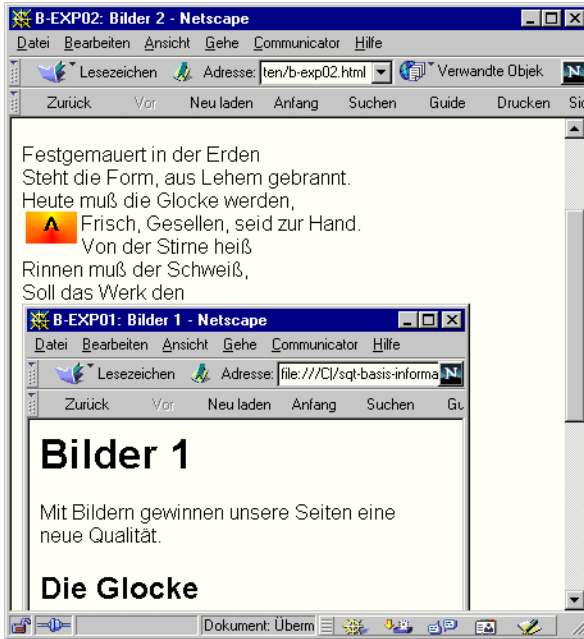 B-EXP02: Bilder 2 - Netscape
Datei Bearbeiten Ansicht Gehe Communicator Hilfe
Lesezeichen Adresse: ten/b-exp02.html Verwandte Objek N
Zurück Vor Neu laden Anfang Suchen Guide Drucken Sic
Festgemauert in der Erden
Steht die Form, aus Lehem gebrannt.
Heute muß die Glocke werden,
Frisch, Gesellen, seid zur Hand.
Von der Stirne heiß
Rinnen muß der Schweiß,
Soll das Werk den
B-EXP01: Bilder 1 - Netscape
Datei Bearbeiten Ansicht Gehe Communicator Hilfe
Lesezeichen Adresse: file:///C|/sqt-basis-informa N
Zurück Vor Neu laden Anfang Suchen Gu
Bilder 1
Mit Bildern gewinnen unsere Seiten eine
neue Qualität.
Die Glocke
Dokument: Überm